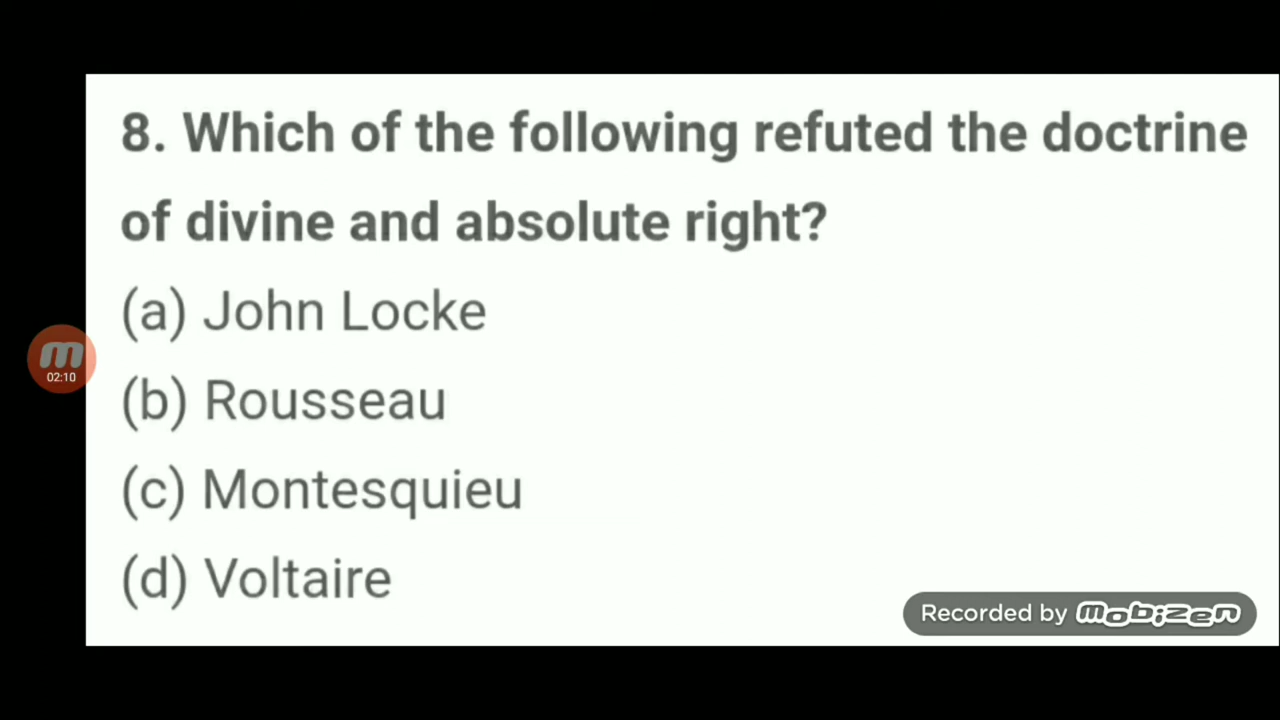 8. Which of the following refuted the doctrine
of divine and absolute right?
(a) John Locke
(b) Rousseau
(c) Montesquieu
(d) Voltaire
m
02:10
Recorded by mobizen